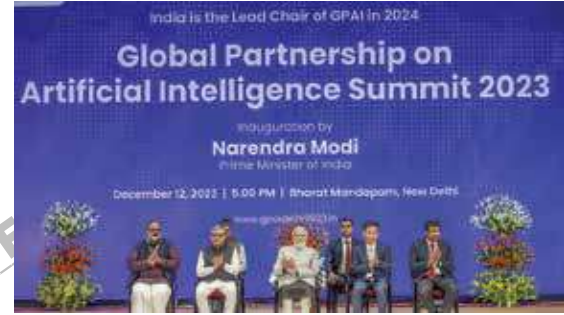 India is the Lead Chair of GPAI in 2024
Global Partnership on
Artificial Intelligence Summit 2023
Inauguration by
Narendra Modi
Prime Minister of India
December 12, 2023 | 5.00 PM | Bharat Mandapam, New Delhi